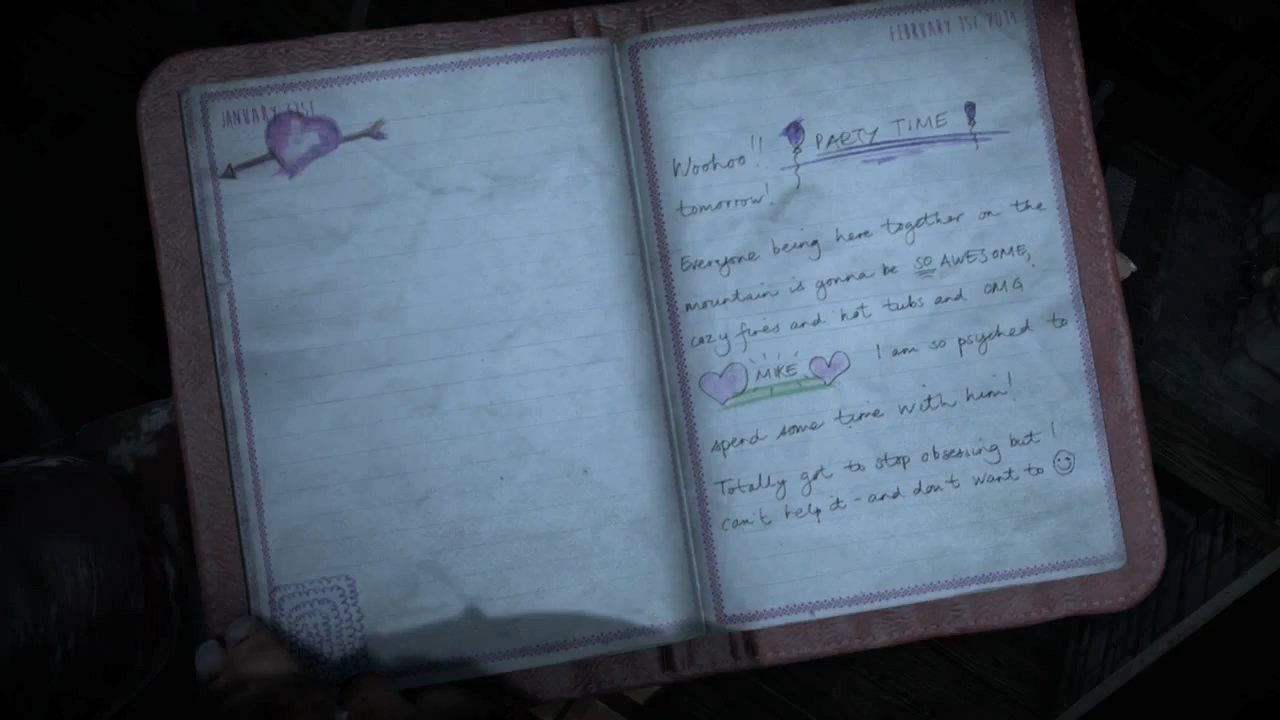 JANUARY 31ST
FEBRUARY 1ST 2014
Woohoo!! PARTY TIME
tomorrow!
Everyone being here together on the
mountain is gonna be SO AWESOME,
cozy fires and hot tubs and OMG
MIKE I am so psyched to
spend some time with him!
Totally got to stop obsessing but I
can't help it - and don't want to